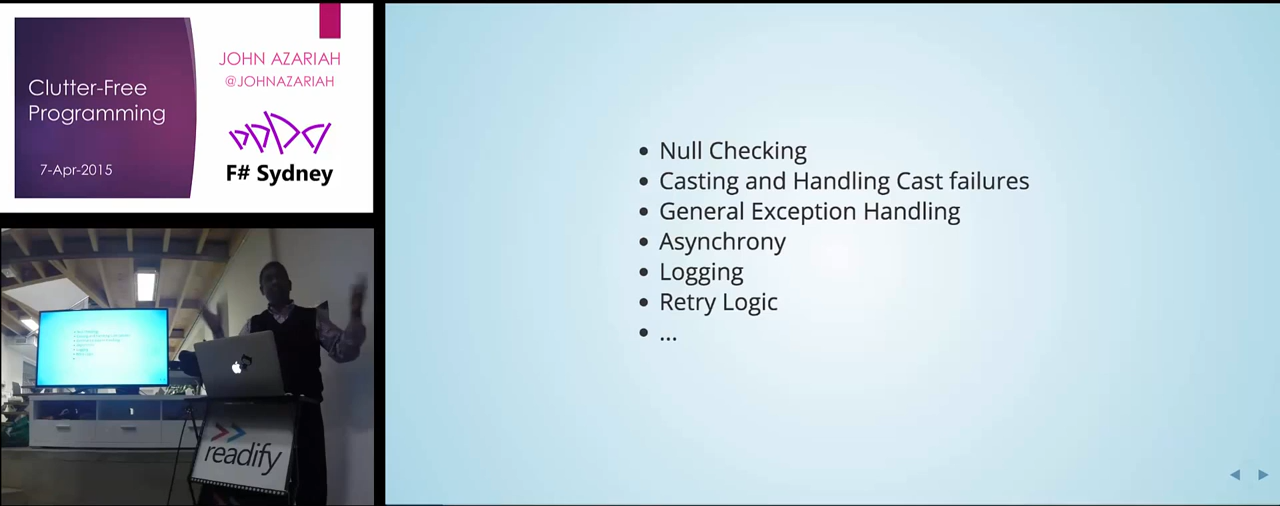 Clutter-Free
Programming
7-Apr-2015
JOHN AZARIAH
@JOHNAZARIAH
F# Sydney
• Null Checking
• Casting and Handling Cast failures
• General Exception Handling
• Asynchrony
• Logging
• Retry Logic
• ...
readify